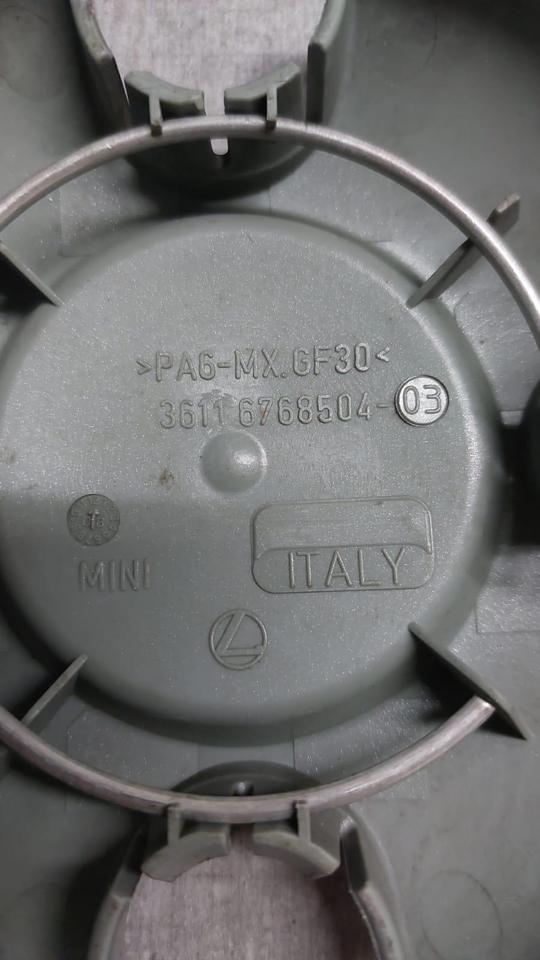 >PA6-MX.GF30<
3611 6768504-03
MINI
ITALY